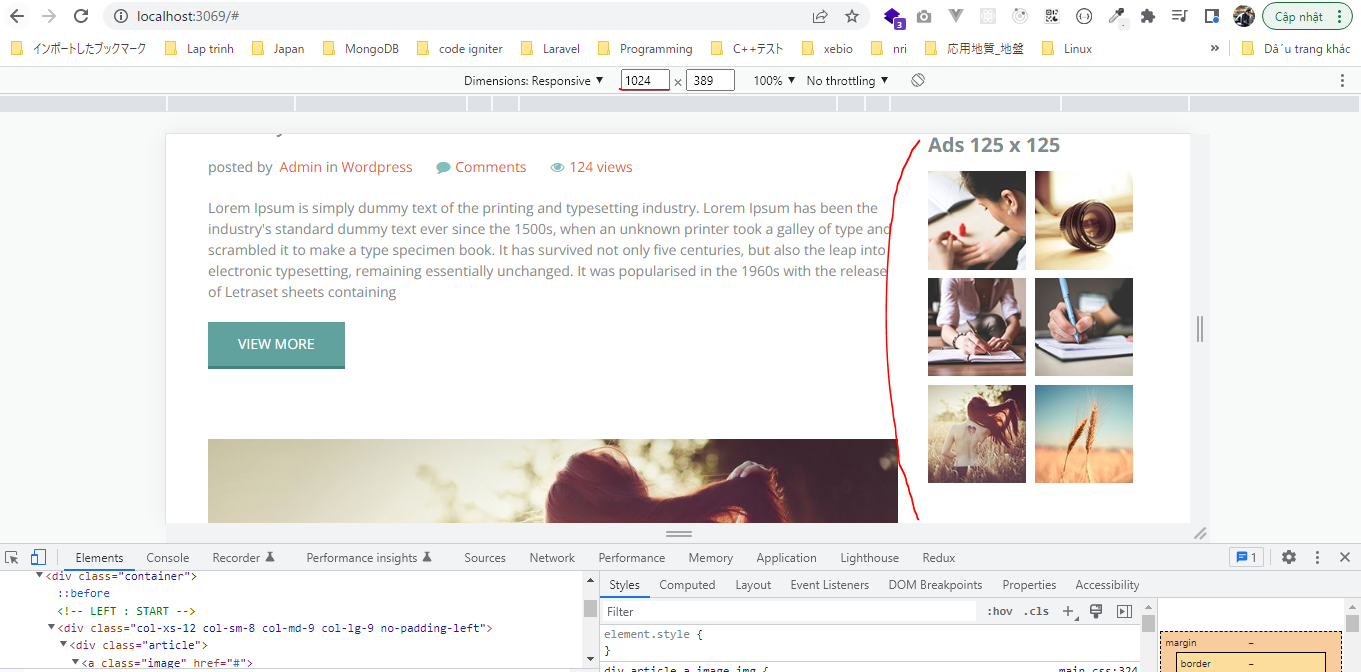 localhost:3069/#
3
Cập nhật
インポートしたブックマーク
Lap trinh
Japan
MongoDB
code igniter
Laravel
Programming
C++テスト
xebio
nri
応用地質_地盤
Linux
»
Dấu trang khác
Dimensions: Responsive ▼
1024 × 389
100% ▼
No throttling ▼
Ads 125 x 125
posted by Admin in Wordpress Comments 124 views
Lorem Ipsum is simply dummy text of the printing and typesetting industry. Lorem Ipsum has been the
industry's standard dummy text ever since the 1500s, when an unknown printer took a galley of type and
scrambled it to make a type specimen book. It has survived not only five centuries, but also the leap into
electronic typesetting, remaining essentially unchanged. It was popularised in the 1960s with the release
of Letraset sheets containing
VIEW MORE
Elements Console Recorder Performance insights Sources Network Performance Memory Application Lighthouse Redux 1
<div class="container">
::before
<!-- LEFT : START -->
<div class="col-xs-12 col-sm-8 col-md-9 col-lg-9 no-padding-left">
<div class="article">
<a class="image" href="#">
Styles Computed Layout Event Listeners DOM Breakpoints Properties Accessibility
Filter :hov .cls
element.style {
}
div.article a.image img { main.css:324
margin –
border –